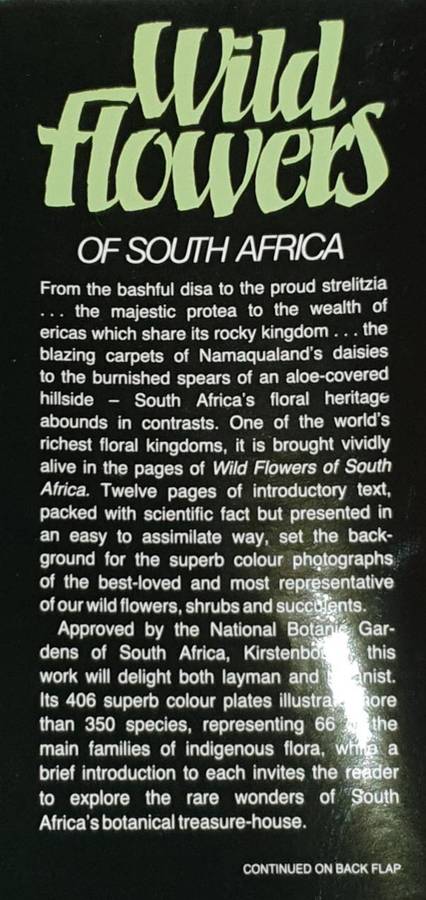 Wild
flowers
OF SOUTH AFRICA
From the bashful disa to the proud strelitzia
... the majestic protea to the wealth of
ericas which share its rocky kingdom ... the
blazing carpets of Namaqualand's daisies
to the burnished spears of an aloe-covered
hillside – South Africa's floral heritage
abounds in contrasts. One of the world's
richest floral kingdoms, it is brought vividly
alive in the pages of Wild Flowers of South
Africa. Twelve pages of introductory text,
packed with scientific fact but presented in
an easy to assimilate way, set the back-
ground for the superb colour photographs
of the best-loved and most representative
of our wild flowers, shrubs and succulents.
Approved by the National Botanic Gar-
dens of South Africa, this
work will delight both layman and
Its 406 superb colour plates more
than 350 species, representing 66 the
main families of indigenous flora, while a
brief introduction to each invites the reader
to explore the rare wonders of South
Africa's botanical treasure-house.
CONTINUED ON BACK FLAP